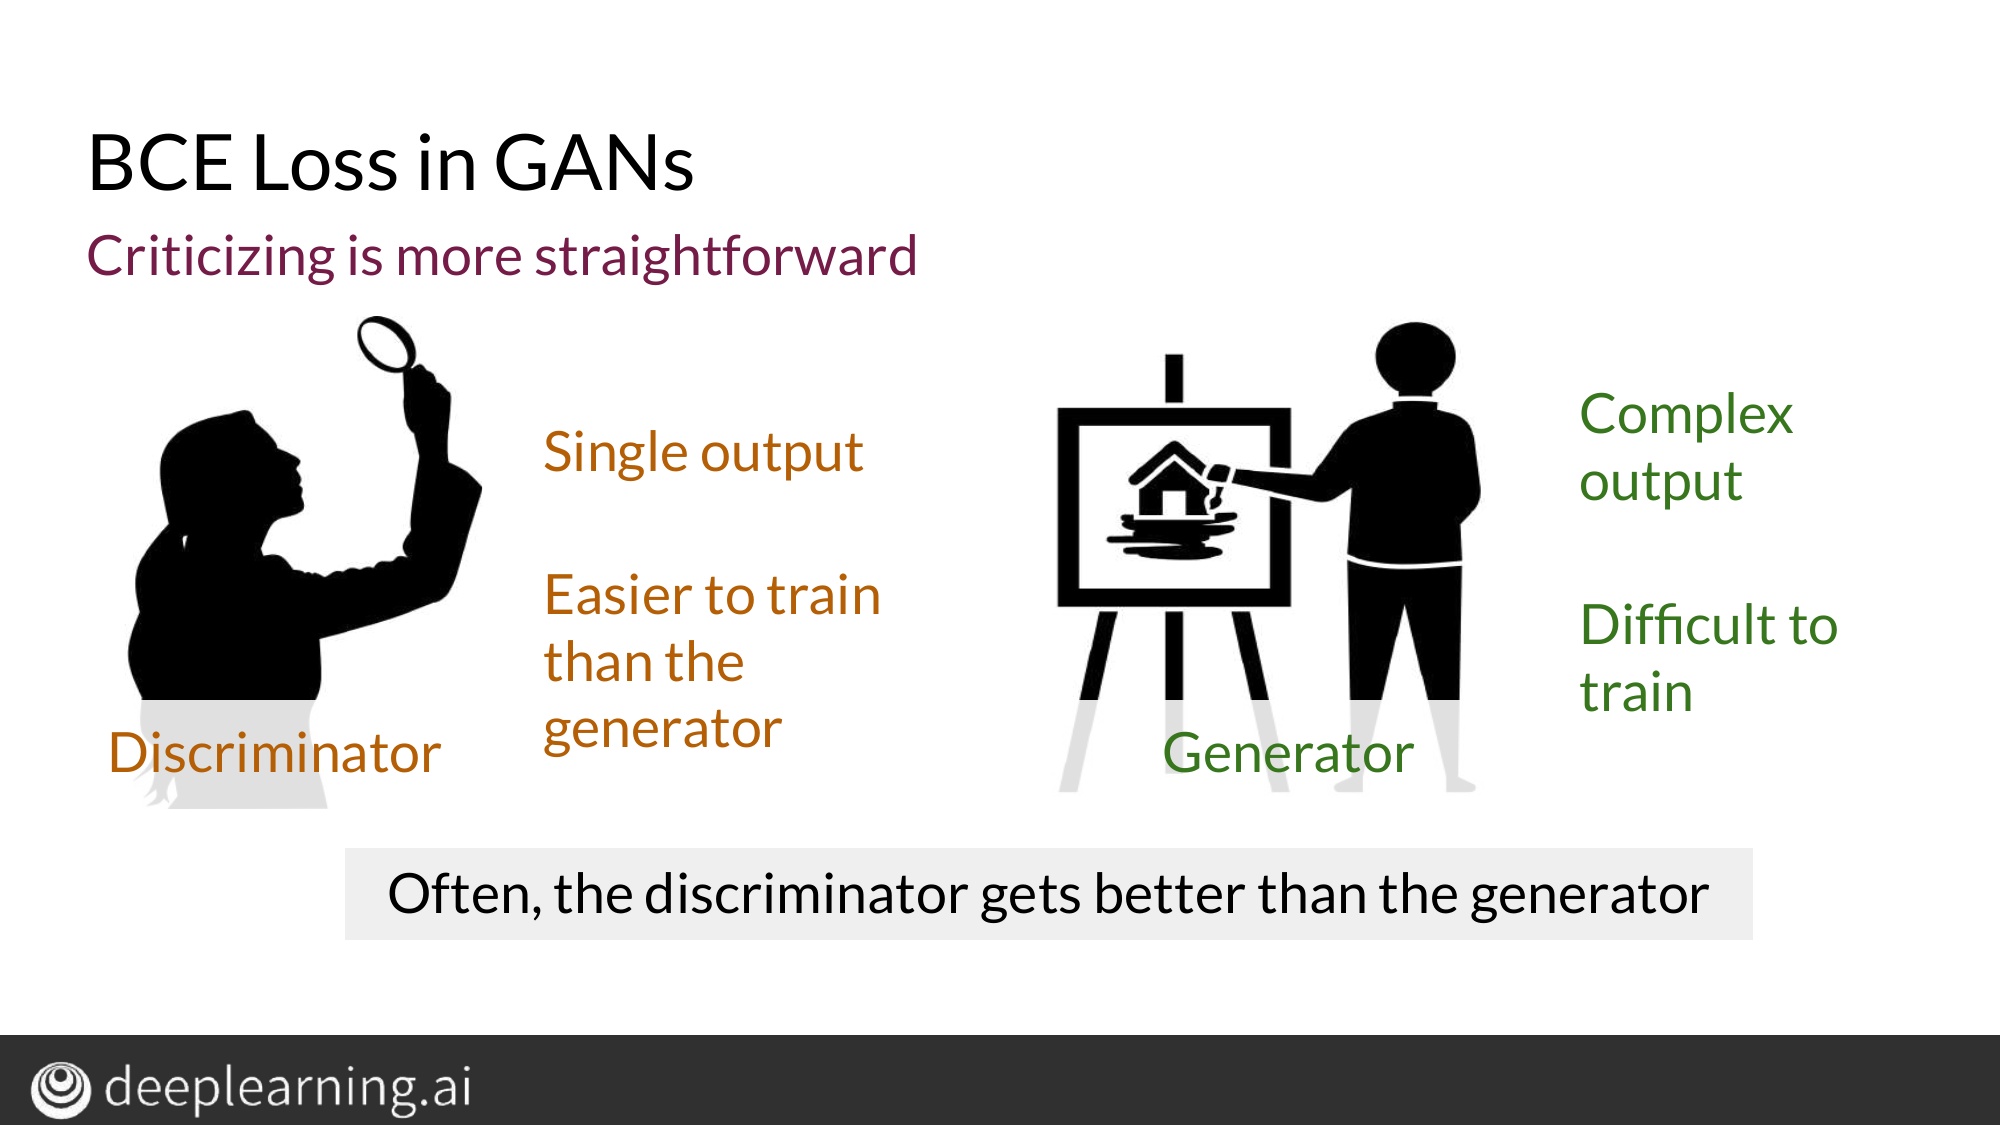 BCE Loss in GANs
Criticizing is more straightforward
Single output
Easier to train
than the
generator
Discriminator
Complex
output
Difficult to
train
Generator
Often, the discriminator gets better than the generator
deeplearning.ai